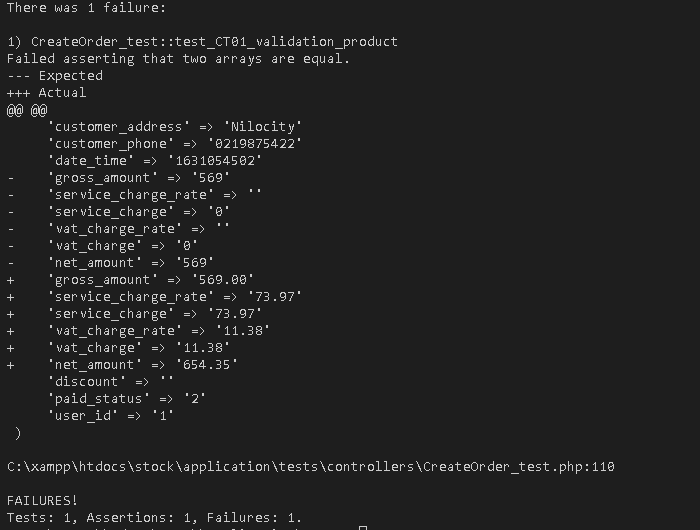 There was 1 failure:
1) CreateOrder_test::test_CT01_validation_product
Failed asserting that two arrays are equal.
--- Expected
+++ Actual
@@ @@
     'customer_address' => 'Nilocity'
     'customer_phone' => '0219875422'
     'date_time' => '1631054502'
-    'gross_amount' => '569'
-    'service_charge_rate' => ''
-    'service_charge' => '0'
-    'vat_charge_rate' => ''
-    'vat_charge' => '0'
-    'net_amount' => '569'
+    'gross_amount' => '569.00'
+    'service_charge_rate' => '73.97'
+    'service_charge' => '73.97'
+    'vat_charge_rate' => '11.38'
+    'vat_charge' => '11.38'
+    'net_amount' => '654.35'
     'discount' => ''
     'paid_status' => '2'
     'user_id' => '1'
 )
C:\xampp\htdocs\stock\application\tests\controllers\CreateOrder_test.php:110
FAILURES!
Tests: 1, Assertions: 1, Failures: 1.